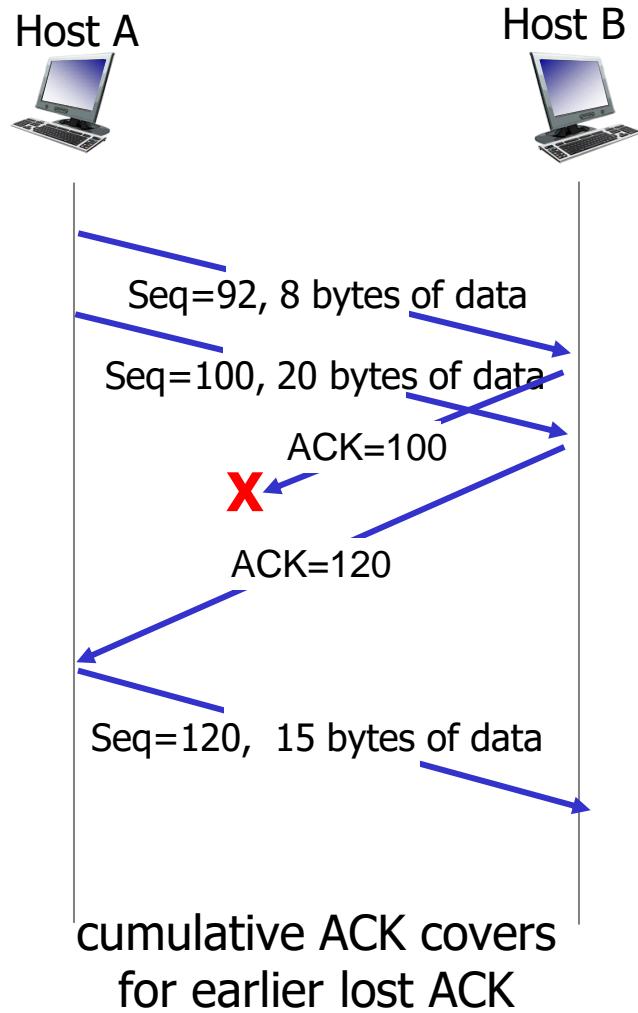 Host A
Host B
Seq=92, 8 bytes of data
Seq=100, 20 bytes of data
ACK=100
X
ACK=120
Seq=120, 15 bytes of data
cumulative ACK covers
for earlier lost ACK